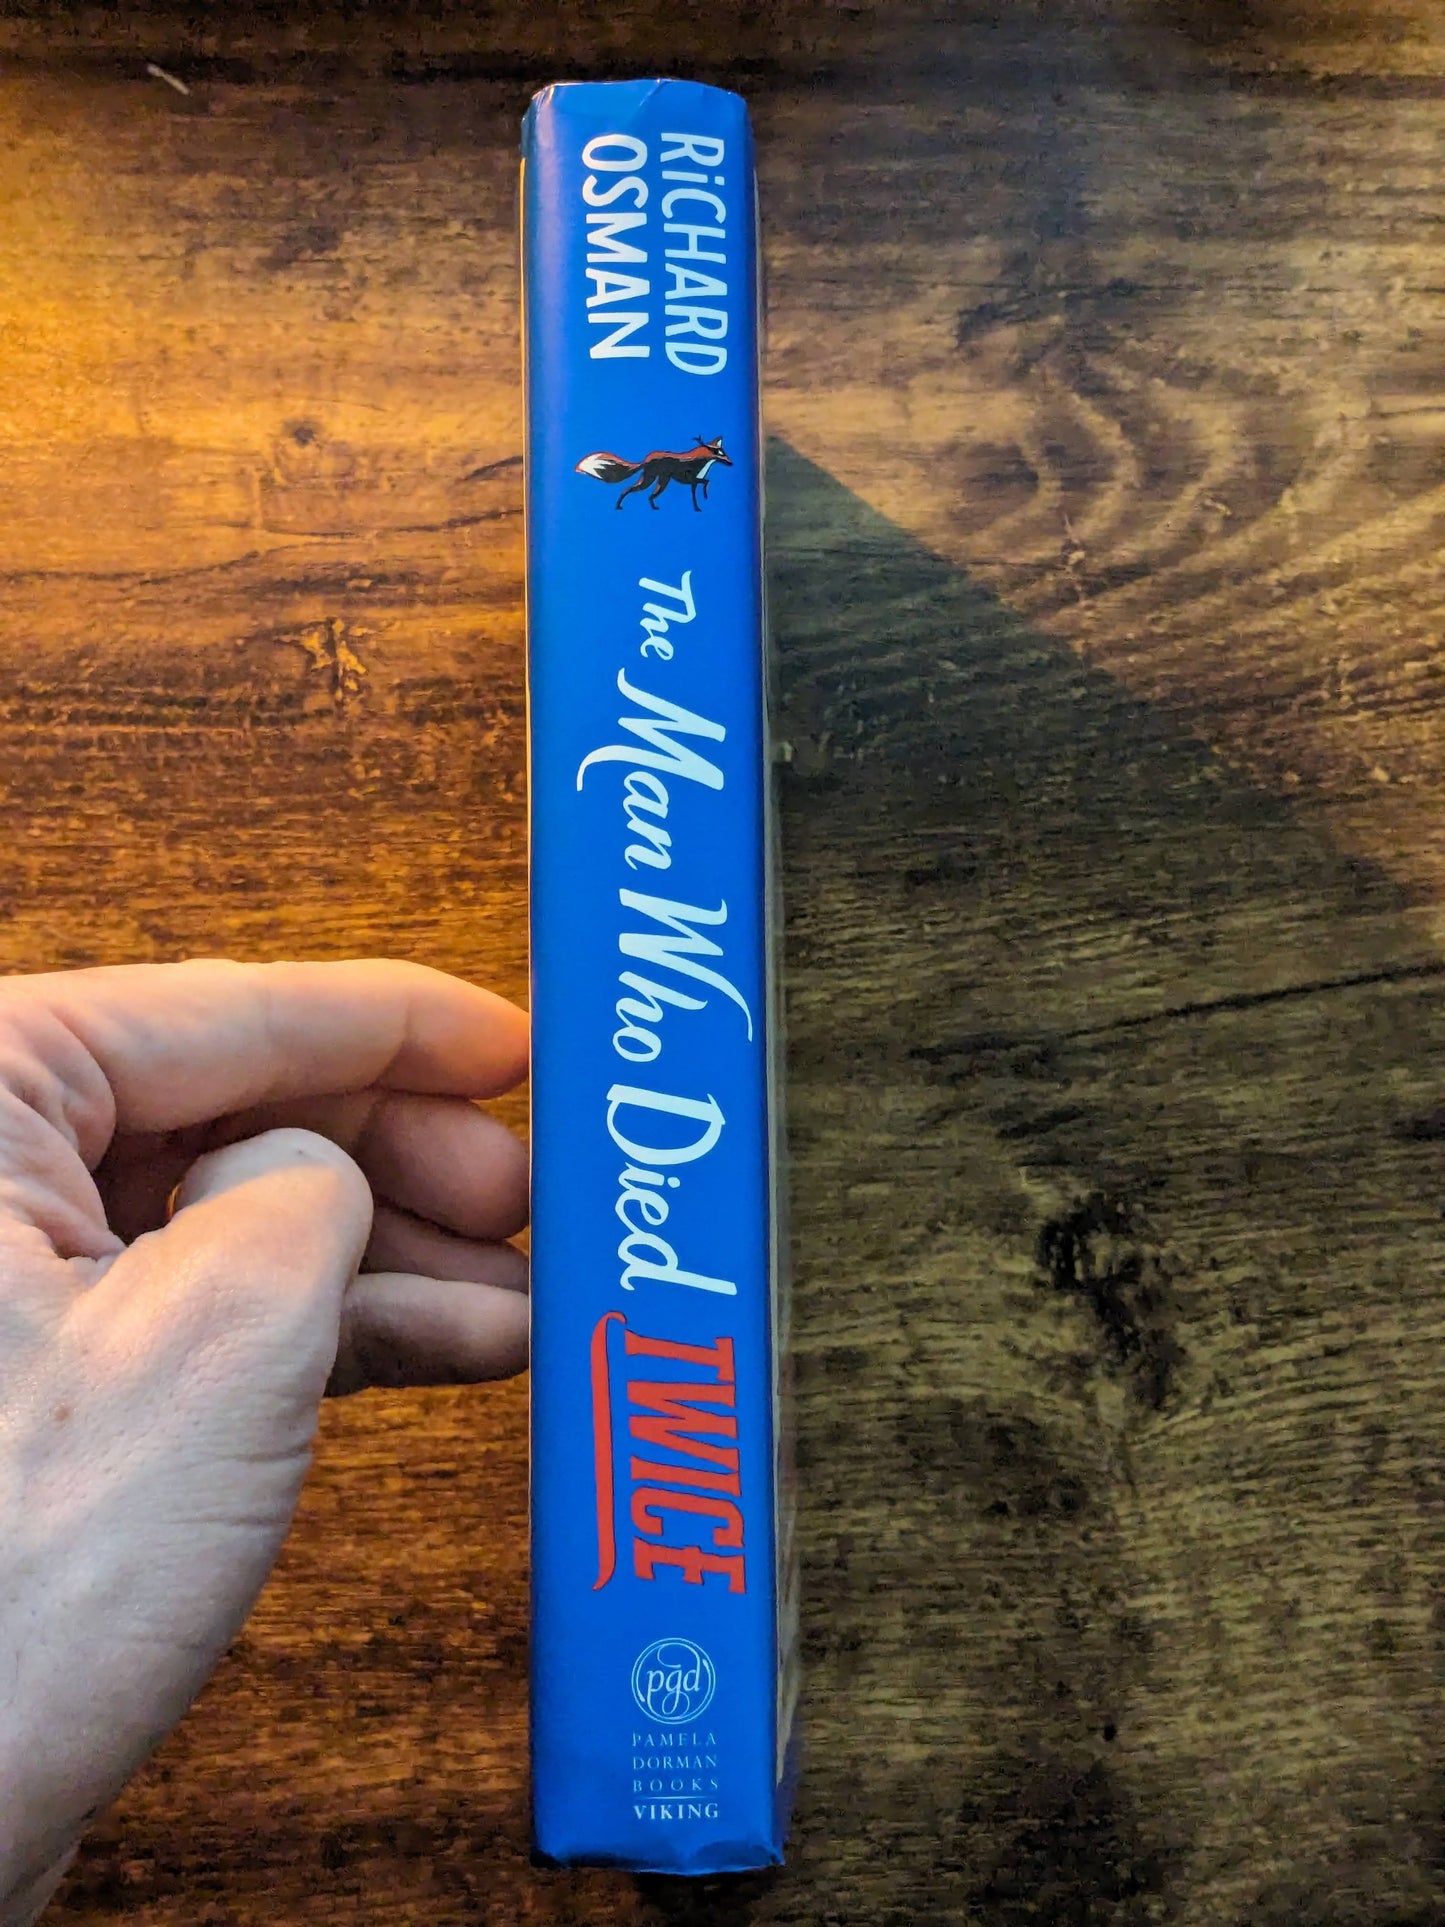 RiCHARD
OSMAN
The Man Who Died TWICE
pgd
PAMELA
DORMAN
BOOKS
VIKING